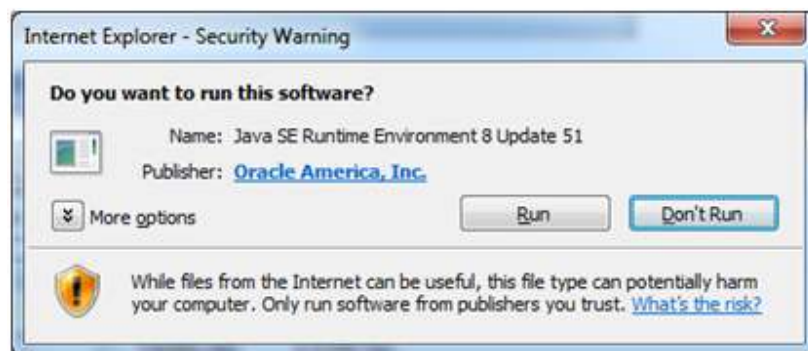 Internet Explorer - Security Warning
Do you want to run this software?
Name: Java SE Runtime Environment 8 Update 51
Publisher: Oracle America, Inc.
More options
Run
Don't Run
While files from the Internet can be useful, this file type can potentially harm
your computer. Only run software from publishers you trust. What's the risk?